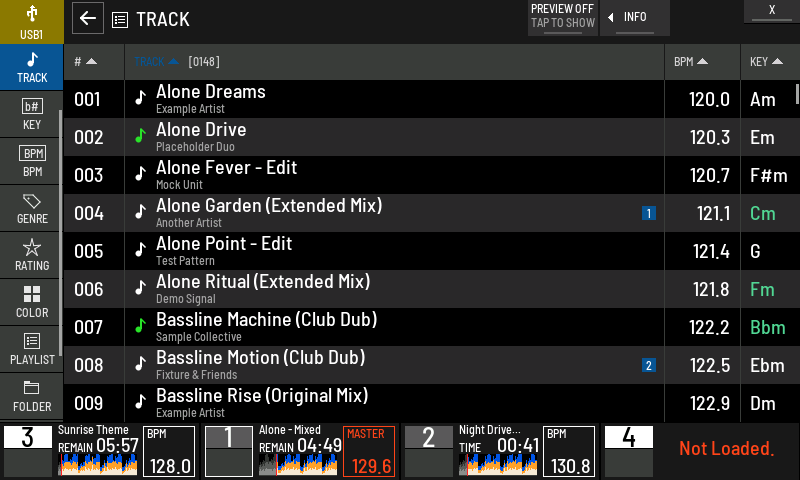 USB1
TRACK
PREVIEW OFF
TAP TO SHOW
INFO
X
# TRACK [0148] BPM KEY
TRACK
b#
KEY
BPM
BPM
GENRE
RATING
COLOR
PLAYLIST
FOLDER
001 Alone Dreams 120.0 Am
Example Artist
002 Alone Drive 120.3 Em
Placeholder Duo
003 Alone Fever - Edit 120.7 F#m
Mock Unit
004 Alone Garden (Extended Mix) 1 121.1 Cm
Another Artist
005 Alone Point - Edit 121.4 G
Test Pattern
006 Alone Ritual (Extended Mix) 121.8 Fm
Demo Signal
007 Bassline Machine (Club Dub) 122.2 Bbm
Sample Collective
008 Bassline Motion (Club Dub) 2 122.5 Ebm
Fixture & Friends
009 Bassline Rise (Original Mix) 122.9 Dm
Example Artist
3 Sunrise Theme
REMAIN 05:57
BPM
128.0
1 Alone - Mixed
REMAIN 04:49
MASTER
129.6
2 Night Drive...
TIME 00:41
BPM
130.8
4 Not Loaded.